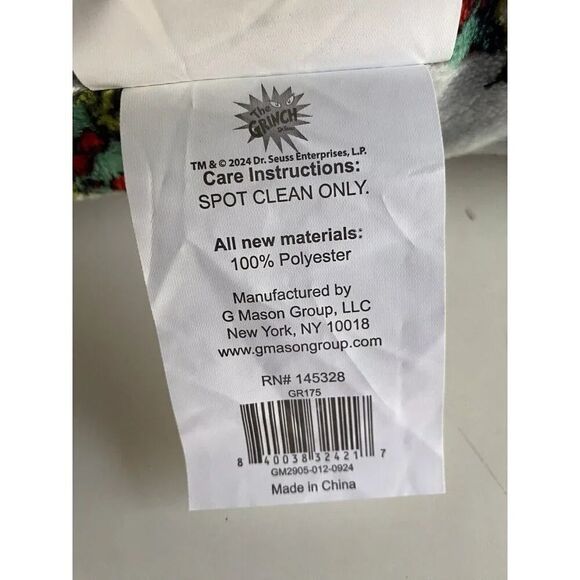 The
GRINCH
Dr. Seuss
TM & © 2024 Dr. Seuss Enterprises, L.P.
Care Instructions:
SPOT CLEAN ONLY.
All new materials:
100% Polyester
Manufactured by
G Mason Group, LLC
New York, NY 10018
www.gmasongroup.com
RN# 145328
GR175
8 40038 32421 7
GM2905-012-0924
Made in China